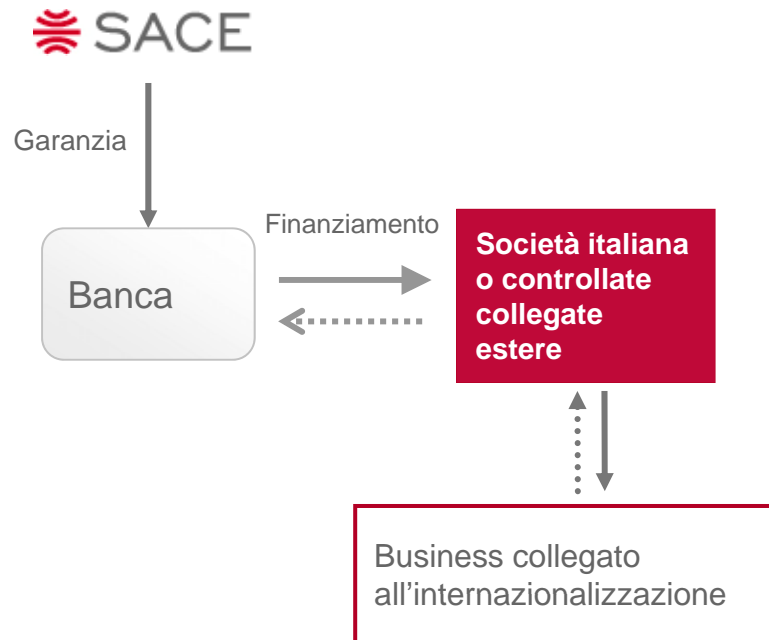 SACE
Garanzia
Finanziamento
Banca
Società italiana
o controllate
collegate
estere
Business collegato
all'internazionalizzazione